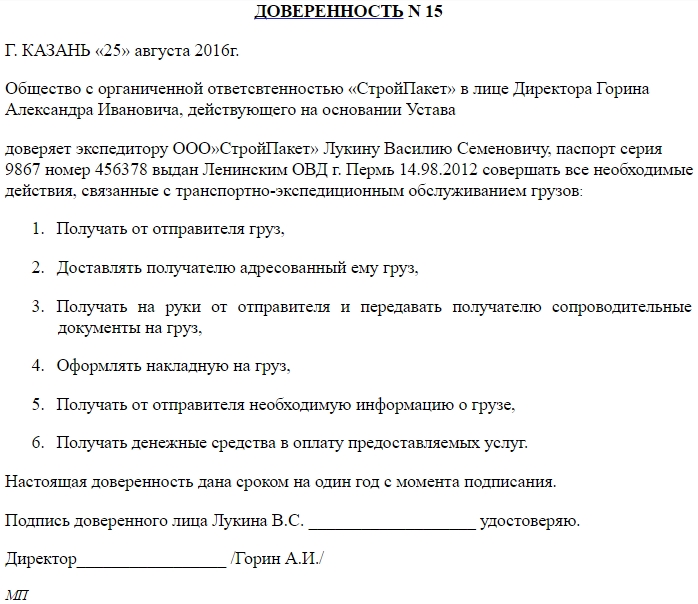 ДОВЕРЕННОСТЬ N 15
Г. КАЗАНЬ «25» августа 2016г.
Общество с органиченной ответсвтенностью «СтройПакет» в лице Директора Горина
Александра Ивановича, действующего на основании Устава
доверяет экспедитору ООО»СтройПакет» Лукину Василию Семеновичу, паспорт серия
9867 номер 456378 выдан Ленинским ОВД г. Пермь 14.98.2012 совершать все необходимые
действия, связанные с транспортно-экспедиционным обслуживанием грузов:
1. Получать от отправителя груз,
2. Доставлять получателю адресованный ему груз,
3. Получать на руки от отправителя и передавать получателю сопроводительные
документы на груз,
4. Оформлять накладную на груз,
5. Получать от отправителя необходимую информацию о грузе,
6. Получать денежные средства в оплату предоставляемых услуг.
Настоящая доверенность дана сроком на один год с момента подписания.
Подпись доверенного лица Лукина В.С. ___________________ удостоверяю.
Директор_________________ /Горин А.И./
МП